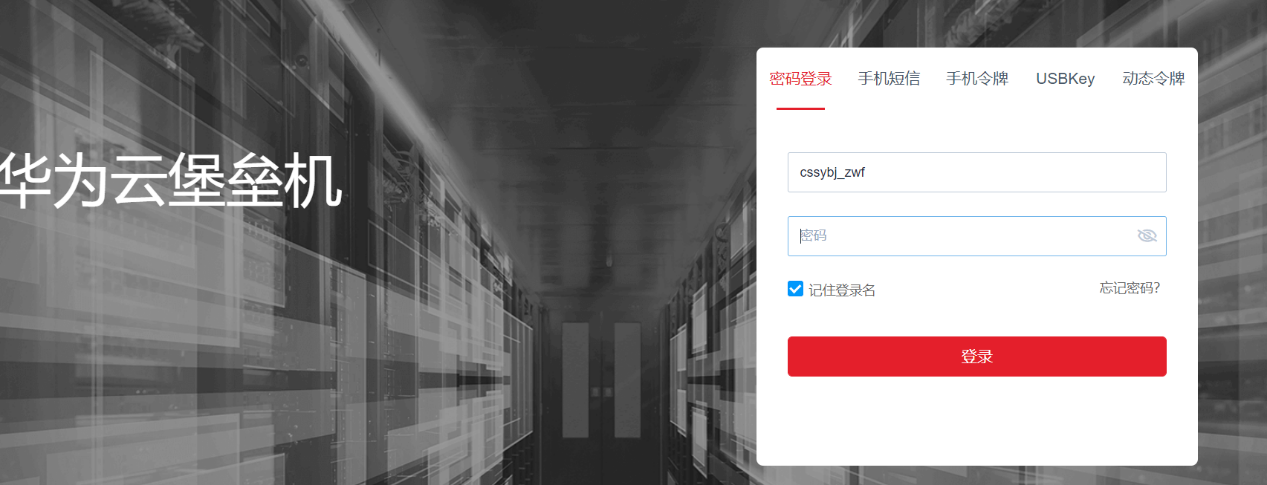 华为云堡垒机
密码登录 手机短信 手机令牌 USBKey 动态令牌
cssybj_zwf
密码
记住登录名 忘记密码?
登录